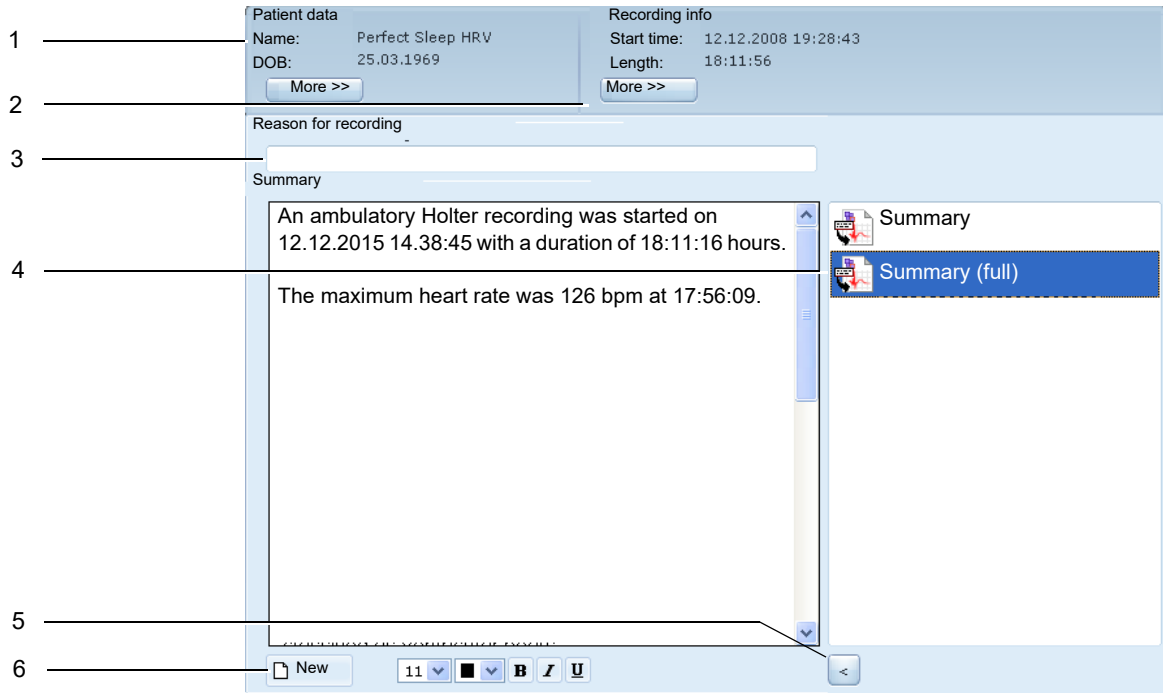 Patient data
Recording info
1
Name: Perfect Sleep HRV
Start time: 12.12.2008 19:28:43
DOB: 25.03.1969
Length: 18:11:56
More >>
More >>
2
Reason for recording
3
Summary
An ambulatory Holter recording was started on
12.12.2015 14.38:45 with a duration of 18:11:16 hours.
Summary
4
Summary (full)
The maximum heart rate was 126 bpm at 17:56:09.
5
6
New
11
B I U
<